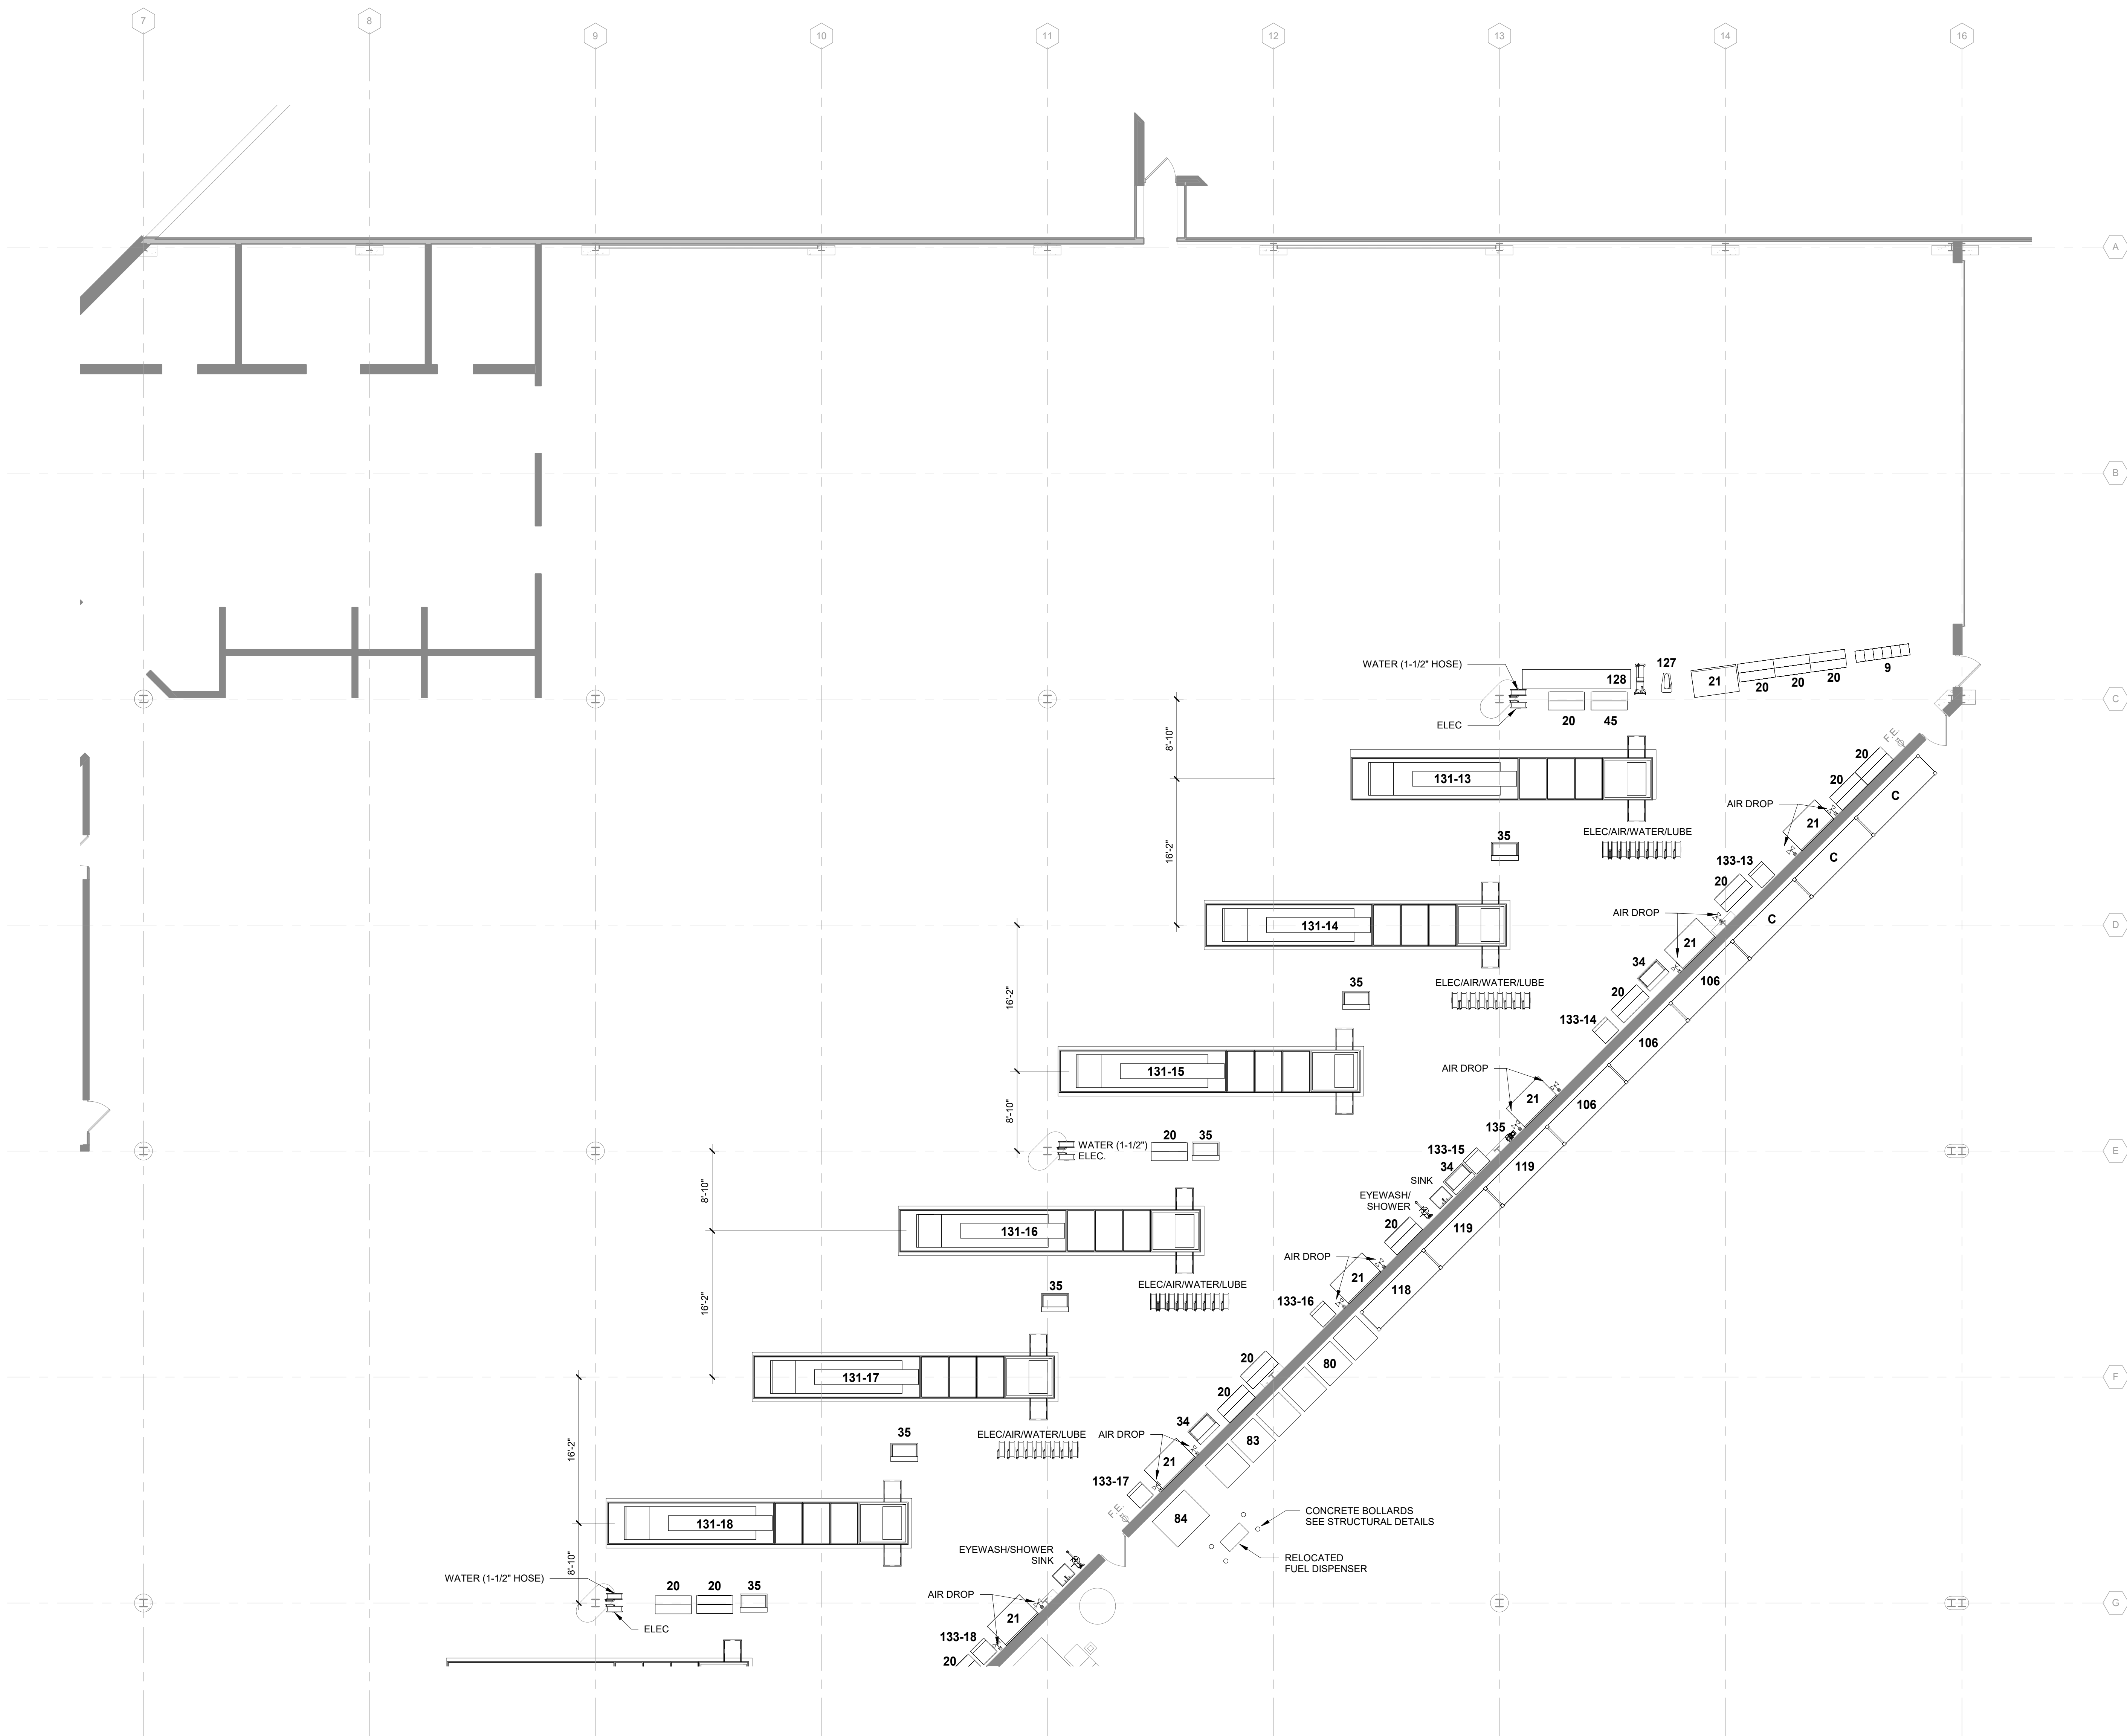 7
8
9
10
11
12
13
14
16
A
B
WATER (1-1/2" HOSE)
127
128
21
20
20
20
9
C
ELEC
20
45
8'-10"
F.E.
131-13
20
20
C
AIR DROP
21
ELEC/AIR/WATER/LUBE
35
16'-2"
C
133-13
20
AIR DROP
C
131-14
D
21
34
ELEC/AIR/WATER/LUBE
35
106
16'-2"
20
133-14
106
AIR DROP
131-15
21
106
8'-10"
135
20
35
WATER (1-1/2")
ELEC.
133-15
E
34
119
SINK
8'-10"
EYEWASH/
SHOWER
20
119
131-16
AIR DROP
21
118
ELEC/AIR/WATER/LUBE
35
16'-2"
133-16
20
80
131-17
F
20
34
35
ELEC/AIR/WATER/LUBE
AIR DROP
83
16'-2"
21
133-17
F.E.
84
CONCRETE BOLLARDS
SEE STRUCTURAL DETAILS
131-18
EYEWASH/SHOWER
SINK
RELOCATED
FUEL DISPENSER
8'-10"
WATER (1-1/2" HOSE)
20
20
35
AIR DROP
G
21
ELEC
133-18
20